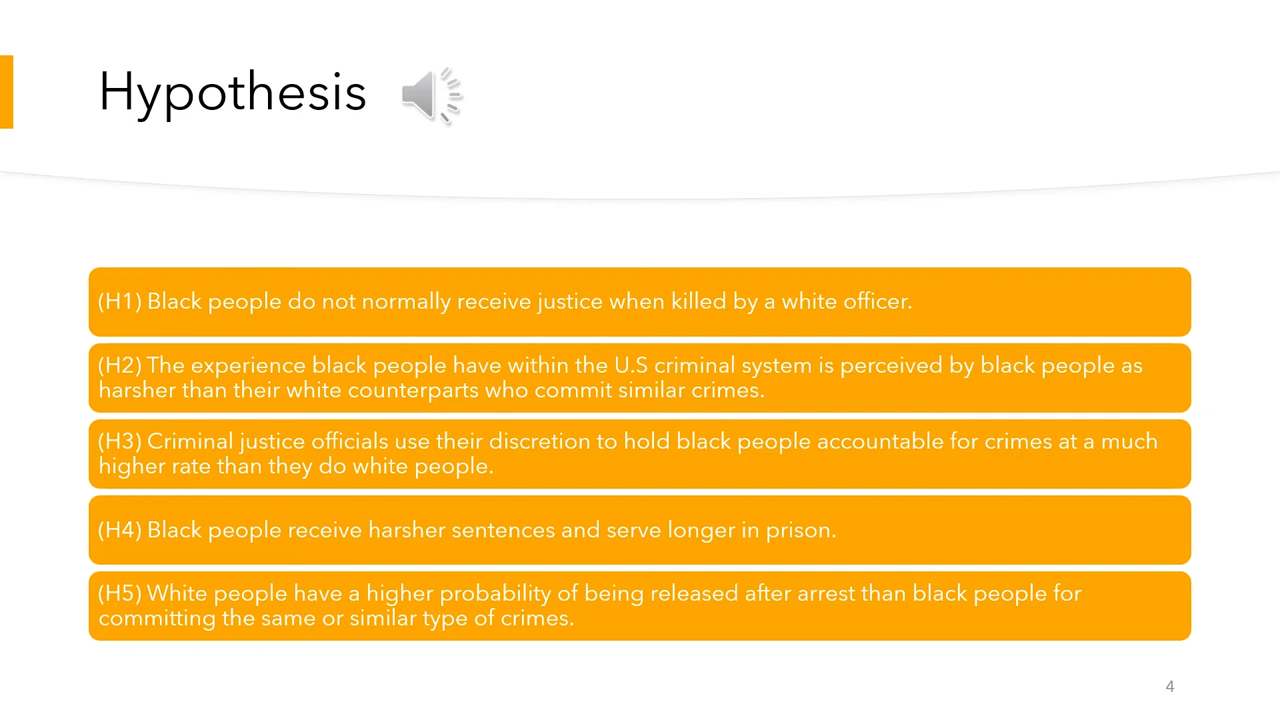 Hypothesis
(H1) Black people do not normally receive justice when killed by a white officer.
(H2) The experience black people have within the U.S criminal system is perceived by black people as
harsher than their white counterparts who commit similar crimes.
(H3) Criminal justice officials use their discretion to hold black people accountable for crimes at a much
higher rate than they do white people.
(H4) Black people receive harsher sentences and serve longer in prison.
(H5) White people have a higher probability of being released after arrest than black people for
committing the same or similar type of crimes.
4